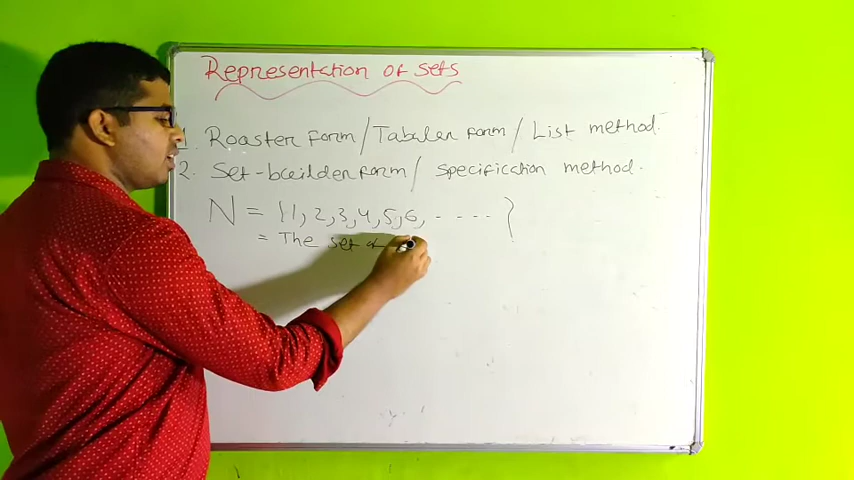 Representation of sets
1. Roaster form/Tabuler form/List method.
2. Set-builder form/ specification method.
N = {1, 2, 3, 4, 5, 6, ..... }
= The set of